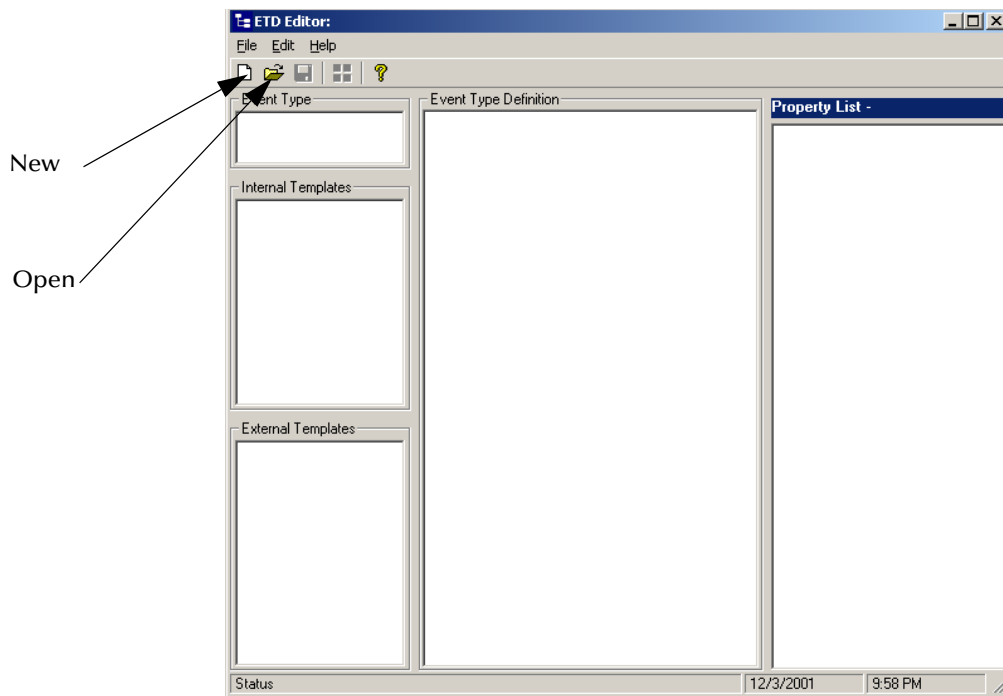 ETD Editor:
File Edit Help
Event Type
Event Type Definition
Property List -
New
Internal Templates
Open
External Templates
Status
12/3/2001
9:58 PM